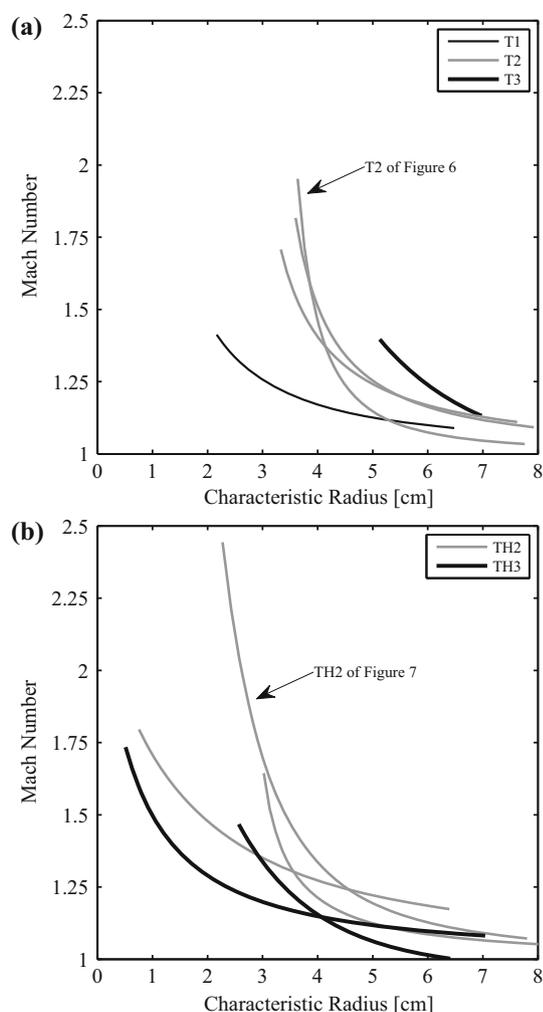 (a)
2.5
2.25
2
1.75
1.5
1.25
1
Mach Number
T1
T2
T3
T2 of Figure 6
0 1 2 3 4 5 6 7 8
Characteristic Radius [cm]
(b)
2.5
2.25
2
1.75
1.5
1.25
1
Mach Number
TH2
TH3
TH2 of Figure 7
0 1 2 3 4 5 6 7 8
Characteristic Radius [cm]